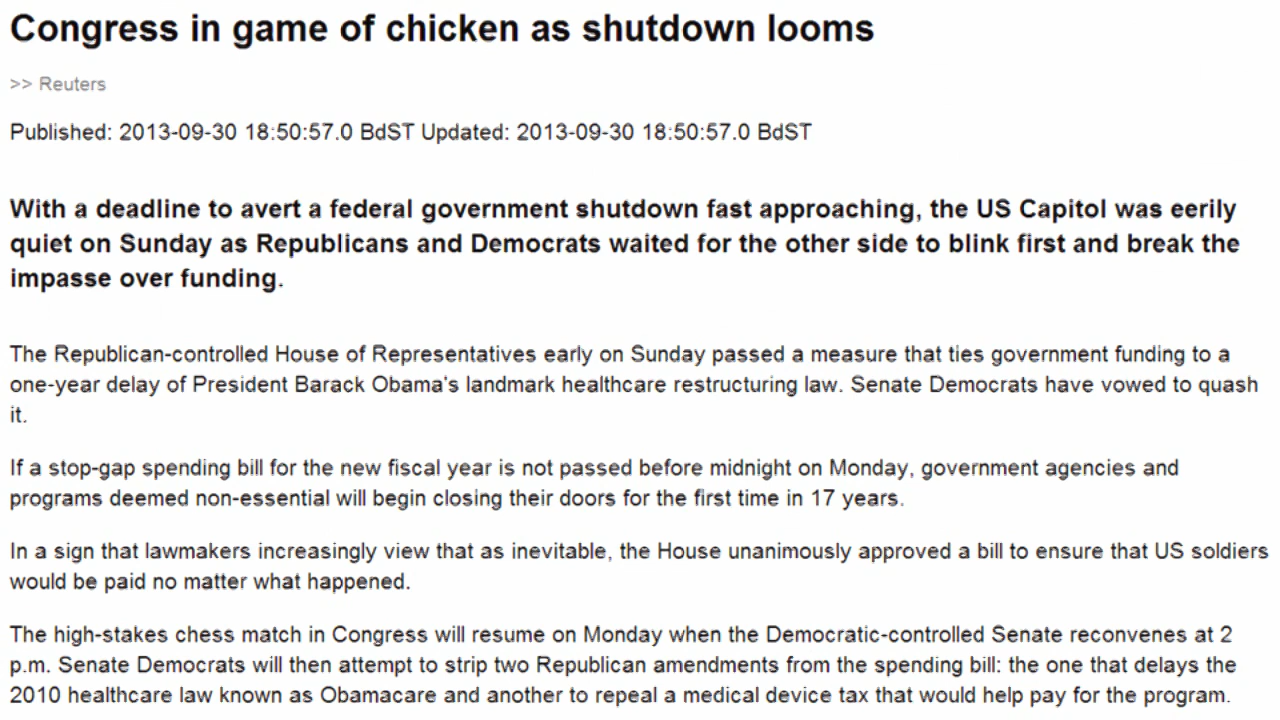 Congress in game of chicken as shutdown looms
>> Reuters
Published: 2013-09-30 18:50:57.0 BdST Updated: 2013-09-30 18:50:57.0 BdST
With a deadline to avert a federal government shutdown fast approaching, the US Capitol was eerily
quiet on Sunday as Republicans and Democrats waited for the other side to blink first and break the
impasse over funding.
The Republican-controlled House of Representatives early on Sunday passed a measure that ties government funding to a
one-year delay of President Barack Obama's landmark healthcare restructuring law. Senate Democrats have vowed to quash
it.
If a stop-gap spending bill for the new fiscal year is not passed before midnight on Monday, government agencies and
programs deemed non-essential will begin closing their doors for the first time in 17 years.
In a sign that lawmakers increasingly view that as inevitable, the House unanimously approved a bill to ensure that US soldiers
would be paid no matter what happened.
The high-stakes chess match in Congress will resume on Monday when the Democratic-controlled Senate reconvenes at 2
p.m. Senate Democrats will then attempt to strip two Republican amendments from the spending bill: the one that delays the
2010 healthcare law known as Obamacare and another to repeal a medical device tax that would help pay for the program.